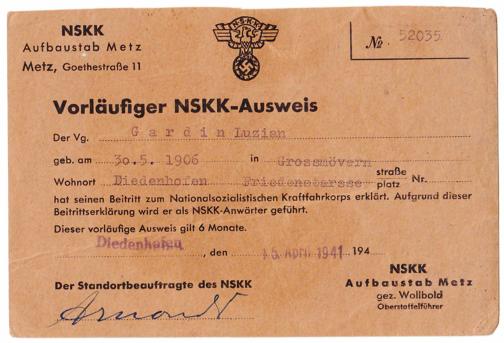 NSKK
Aufbaustab Metz
Metz, Goethestraße 11
N·S·K·K
No 52035
Vorläufiger NSKK-Ausweis
Der Vg. Gardin Luzian
geb. am 30.5. 1906 in Grossmövern
Wohnort Diedenhofen Friedenstarsse straße platz Nr.
hat seinen Beitritt zum Nationalsozialistischen Kraftfahrkorps erklärt. Aufgrund dieser
Beitrittserklärung wird er als NSKK-Anwärter geführt.
Dieser vorläufige Ausweis gilt 6 Monate.
Diedenhofen, den 15. April 1941 194
Der Standortbeauftragte des NSKK
NSKK
Aufbaustab Metz
gez. Wollbold
Oberstaffelführer